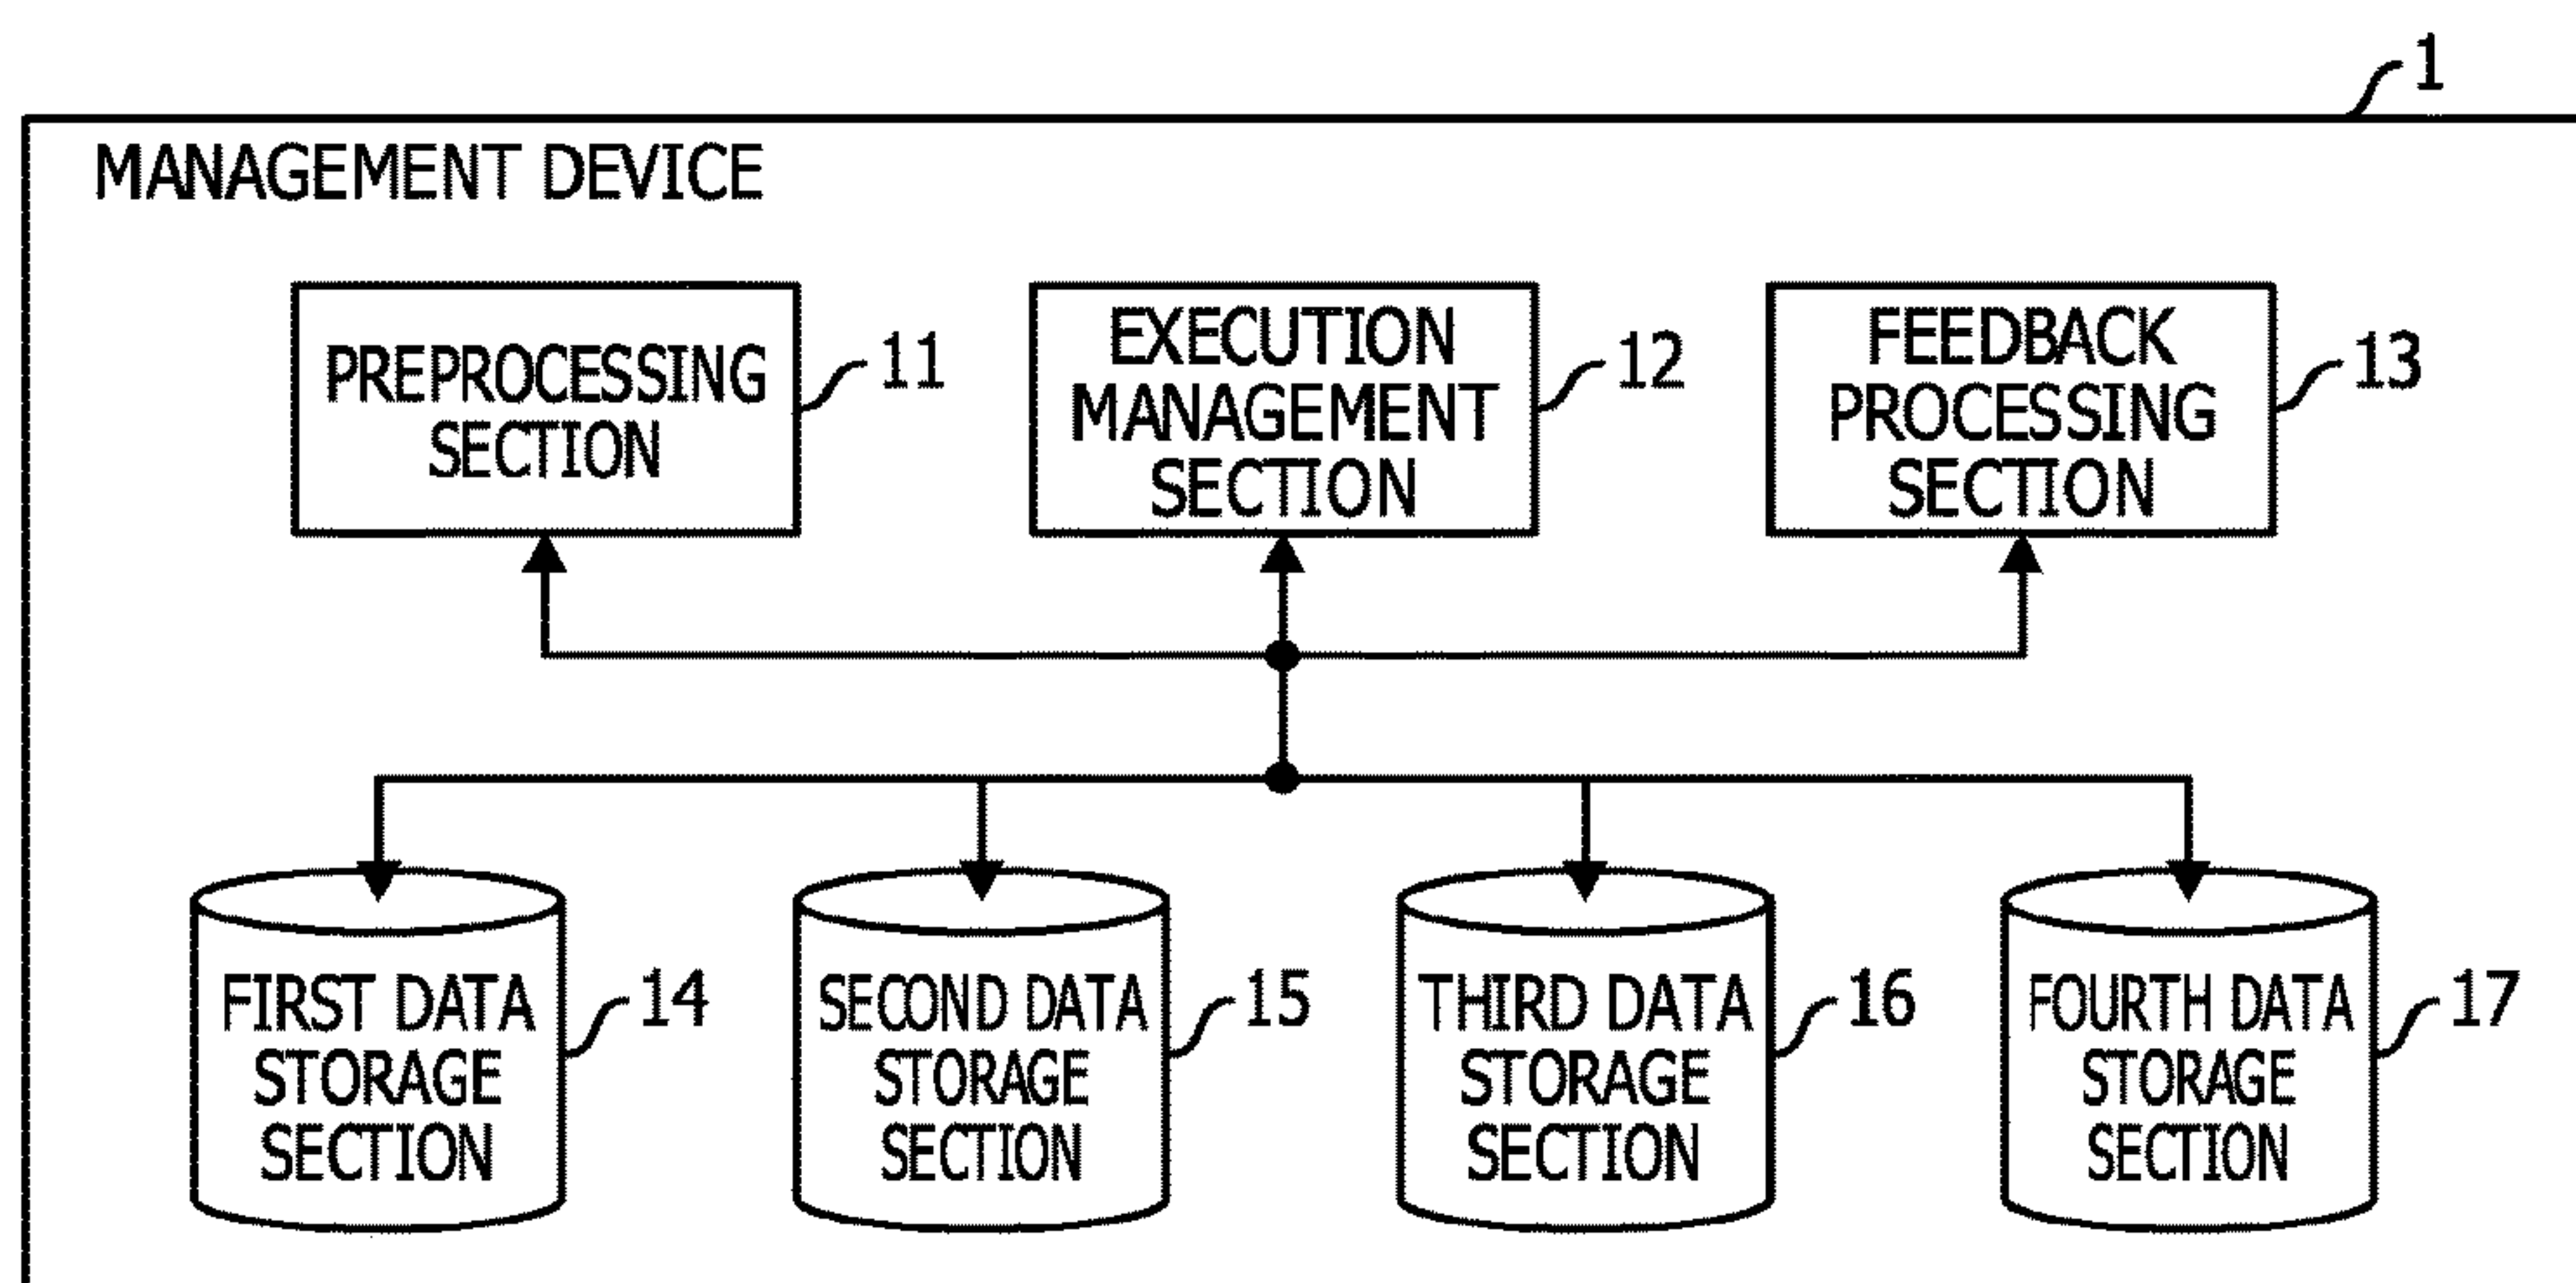 1
MANAGEMENT DEVICE
PREPROCESSING
SECTION
11
EXECUTION
MANAGEMENT
SECTION
12
FEEDBACK
PROCESSING
SECTION
13
FIRST DATA
STORAGE
SECTION
14
SECOND DATA
STORAGE
SECTION
15
THIRD DATA
STORAGE
SECTION
16
FOURTH DATA
STORAGE
SECTION
17